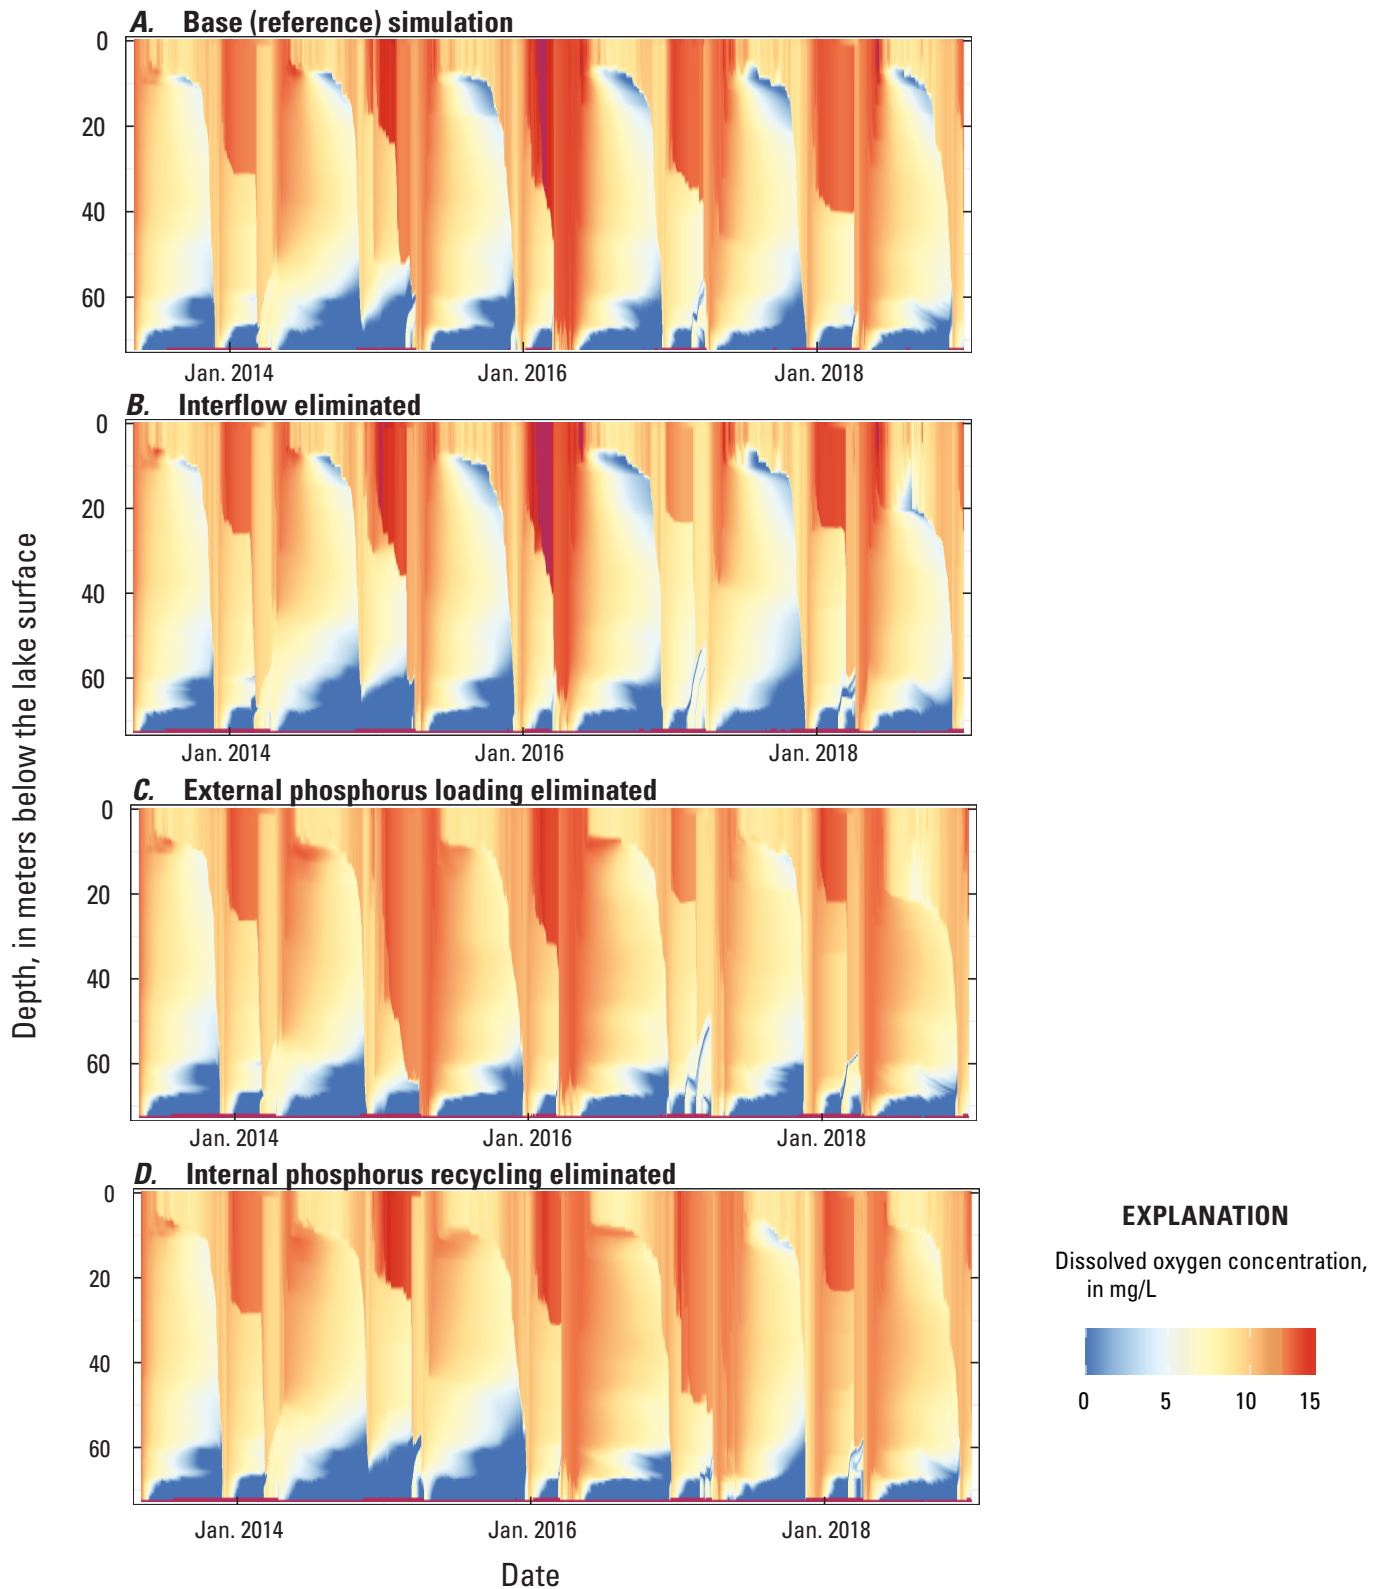 A. Base (reference) simulation
0
20
40
60
Jan. 2014 Jan. 2016 Jan. 2018
B. Interflow eliminated
0
20
40
60
Jan. 2014 Jan. 2016 Jan. 2018
C. External phosphorus loading eliminated
0
20
40
60
Jan. 2014 Jan. 2016 Jan. 2018
D. Internal phosphorus recycling eliminated
0
20
40
60
Jan. 2014 Jan. 2016 Jan. 2018
Depth, in meters below the lake surface
Date
EXPLANATION
Dissolved oxygen concentration,
in mg/L
0 5 10 15